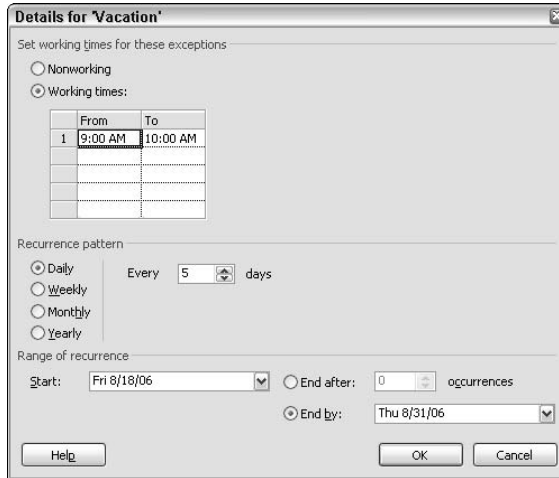 Details for 'Vacation'
Set working times for these exceptions
Nonworking
Working times:
From To
1 9:00 AM 10:00 AM
Recurrence pattern
Daily Every 5 days
Weekly
Monthly
Yearly
Range of recurrence
Start: Fri 8/18/06 End after: 0 occurrences
End by: Thu 8/31/06
Help OK Cancel